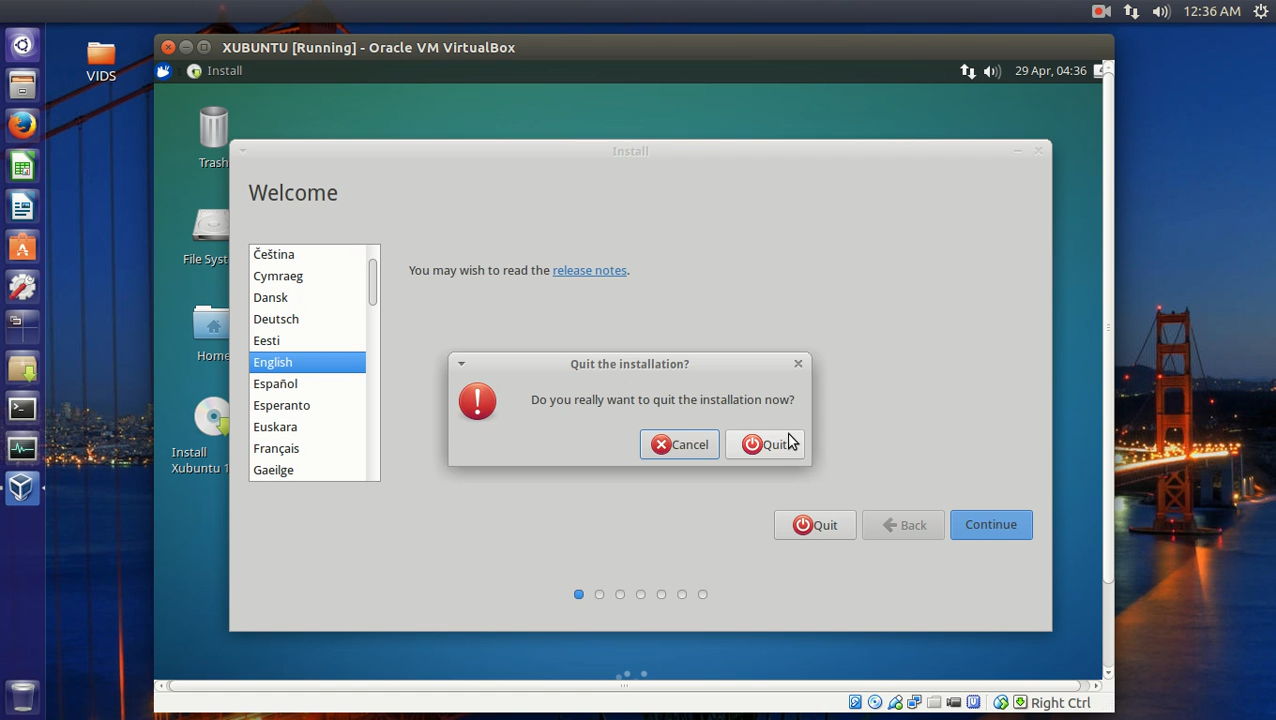 12:36 AM
VIDS
XUBUNTU [Running] - Oracle VM VirtualBox
Install
29 Apr, 04:36
Trash
File Syst
Home
Install
Xubuntu 1
Install
Welcome
Čeština
Cymraeg
Dansk
Deutsch
Eesti
English
Español
Esperanto
Euskara
Français
Gaeilge
You may wish to read the release notes.
Quit the installation?
Do you really want to quit the installation now?
Cancel
Quit
Quit
Back
Continue
Right Ctrl